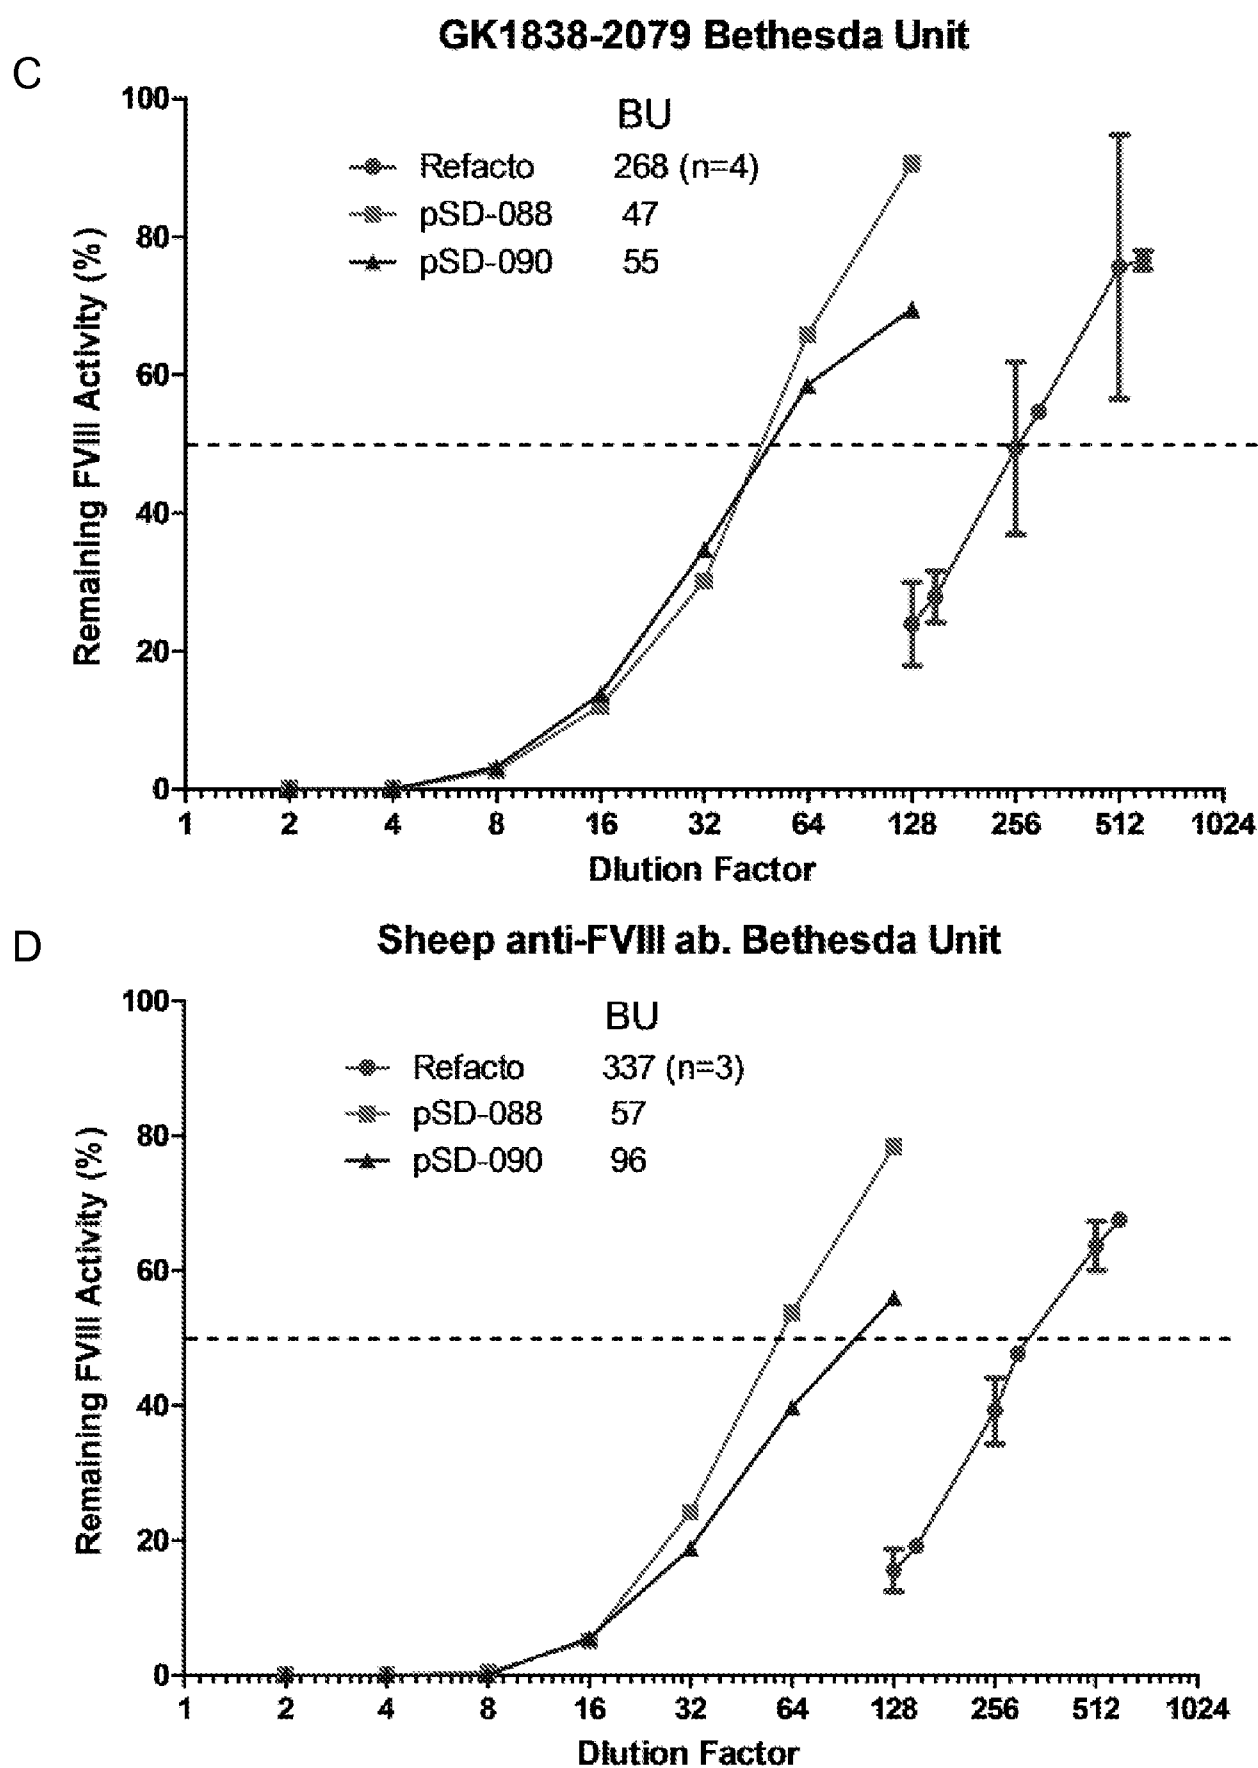 GK1838-2079 Bethesda Unit
C
BU
Refacto 268 (n=4)
pSD-088 47
pSD-090 55
Remaining FVIII Activity (%)
100
80
60
40
20
0
1 2 4 8 16 32 64 128 256 512 1024
Dlution Factor
D
Sheep anti-FVIII ab. Bethesda Unit
BU
Refacto 337 (n=3)
pSD-088 57
pSD-090 96
Remaining FVIII Activity (%)
100
80
60
40
20
0
1 2 4 8 16 32 64 128 256 512 1024
Dlution Factor